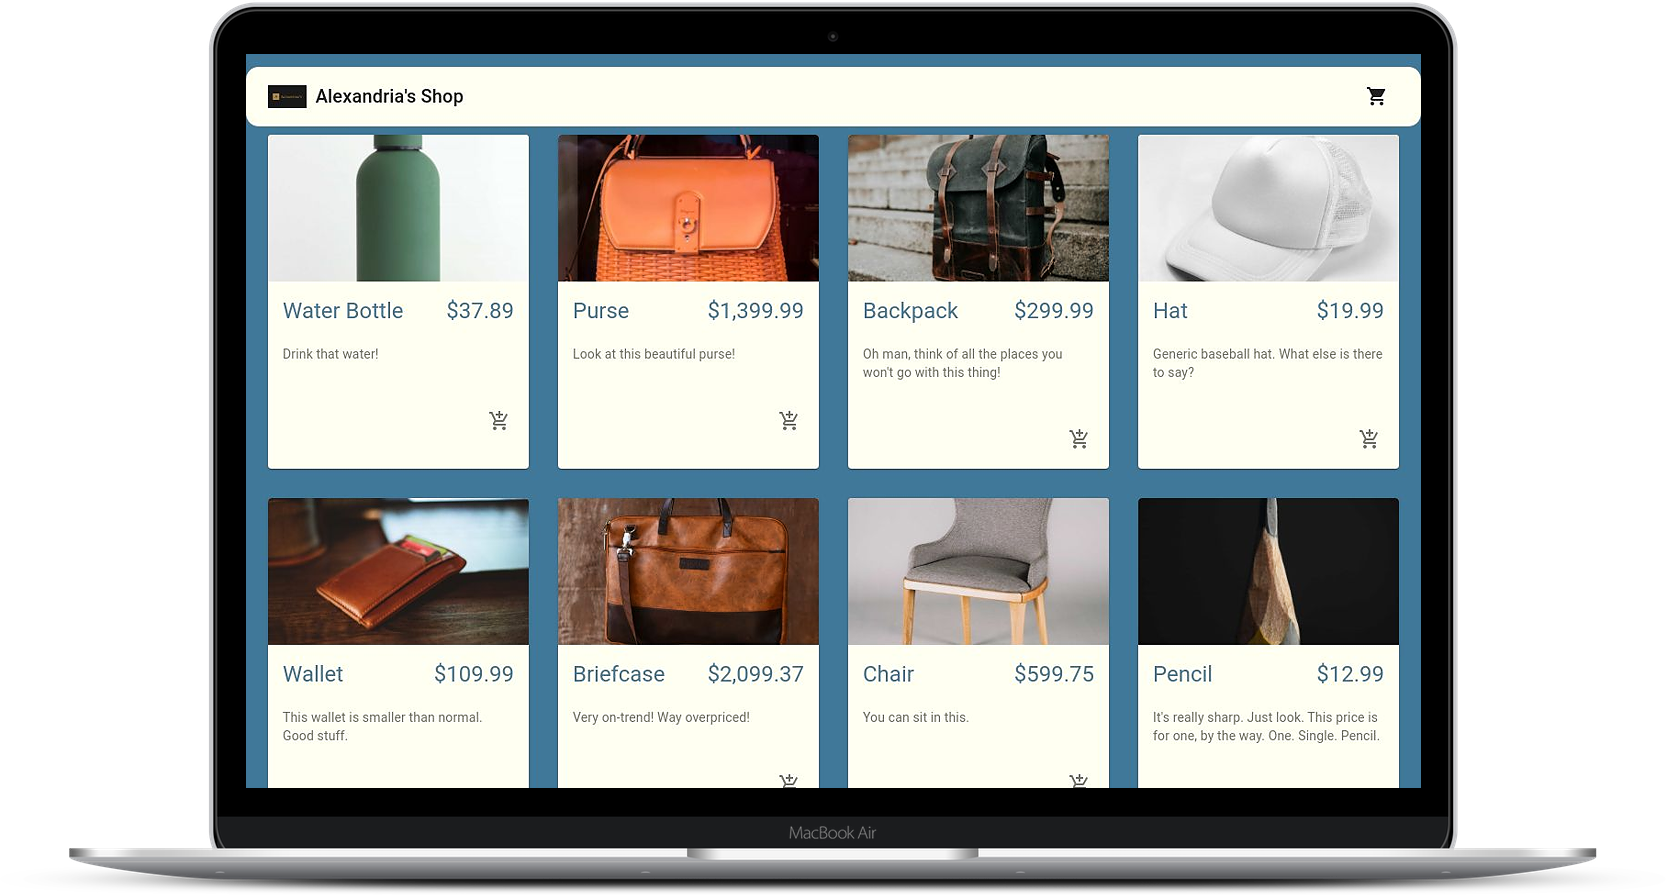 Alexandria's Shop
Water Bottle $37.89
Drink that water!
Purse $1,399.99
Look at this beautiful purse!
Backpack $299.99
Oh man, think of all the places you
won't go with this thing!
Hat $19.99
Generic baseball hat. What else is there
to say?
Wallet $109.99
This wallet is smaller than normal.
Good stuff.
Briefcase $2,099.37
Very on-trend! Way overpriced!
Chair $599.75
You can sit in this.
Pencil $12.99
It's really sharp. Just look. This price is
for one, by the way. One. Single. Pencil.
MacBook Air